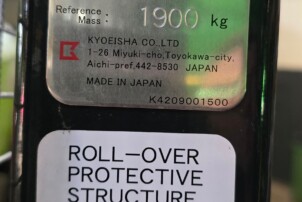 Reference
Mass : 1900 kg
KYOEISHA CO., LTD.
1-26, Miyuki-cho, Toyokawa-city,
Aichi-pref. 442-8530 JAPAN
MADE IN JAPAN
K4209001500
ROLL-OVER
PROTECTIVE
STRUCTURE